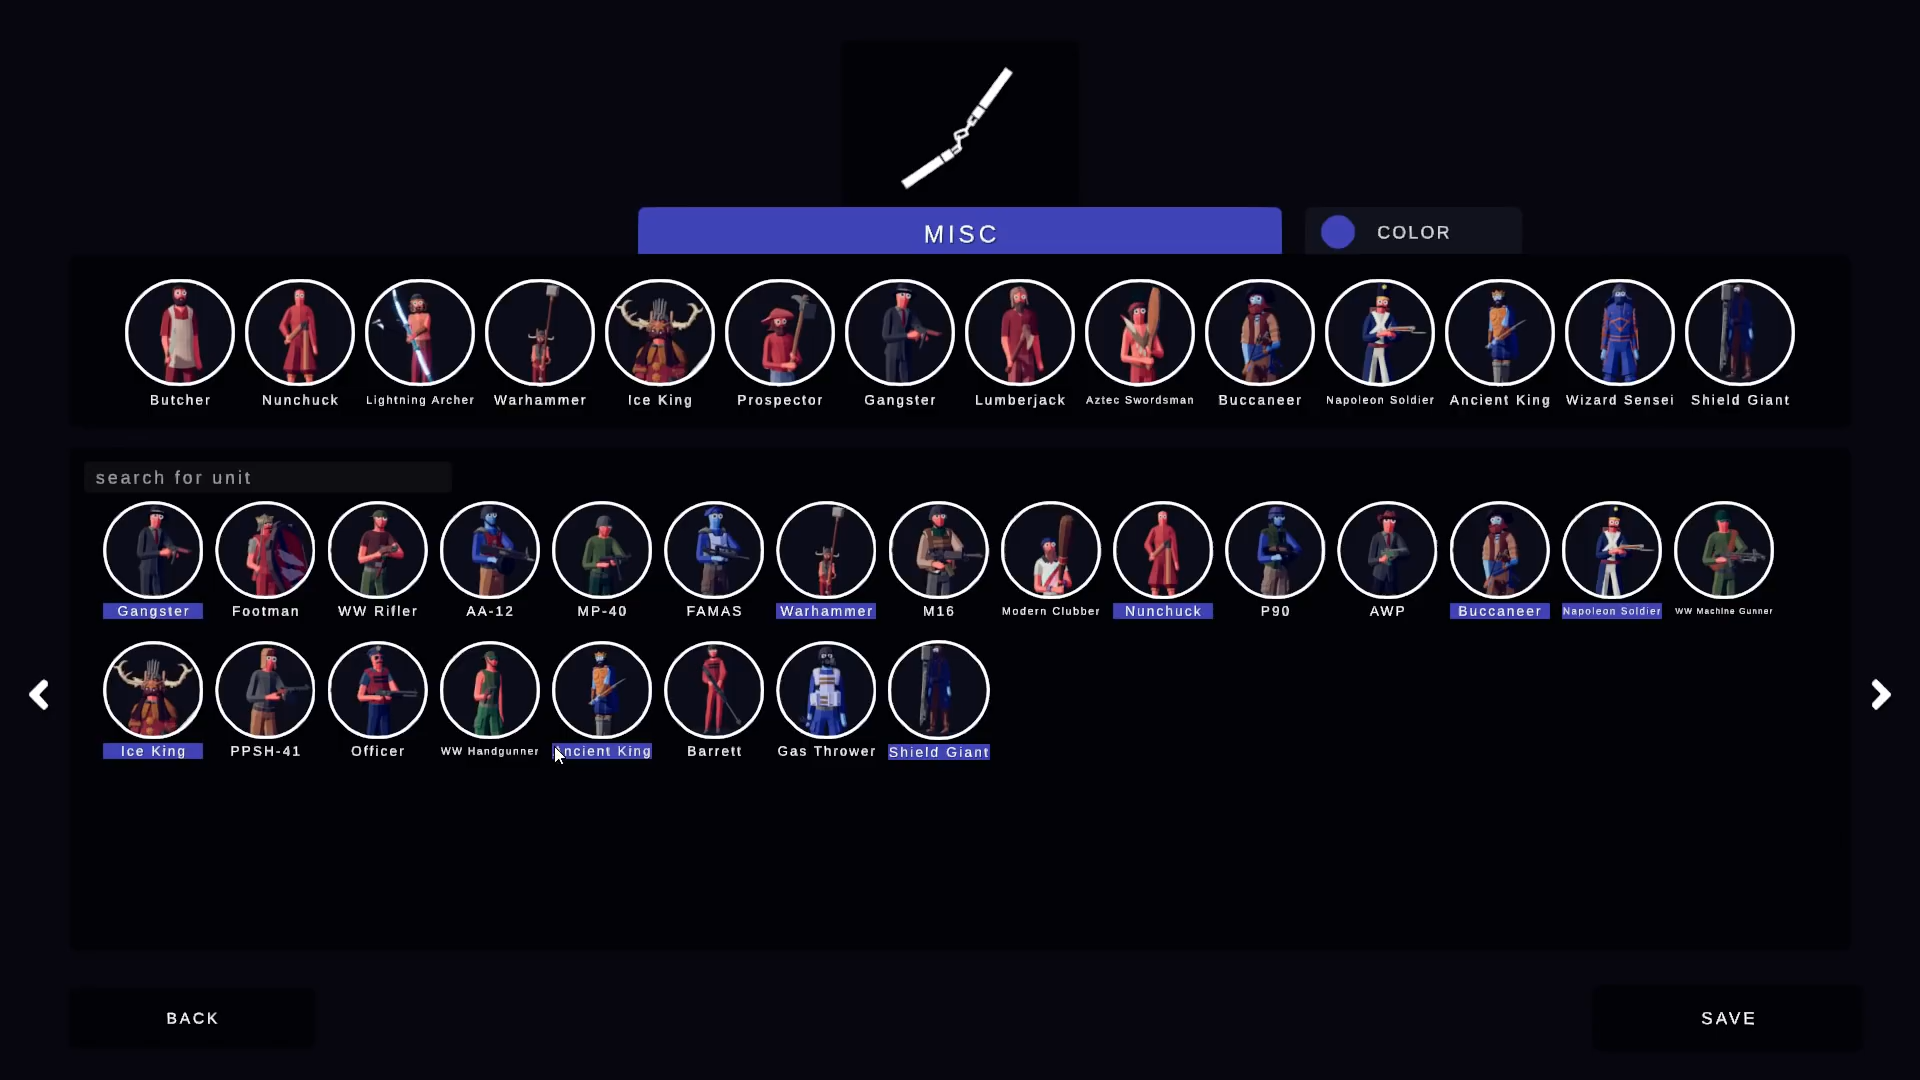 MISC
COLOR
Butcher Nunchuck Lightning Archer Warhammer Ice King Prospector Gangster Lumberjack Aztec Swordsman Buccaneer Napoleon Soldier Ancient King Wizard Sensei Shield Giant
search for unit
Gangster Footman WW Rifler AA-12 MP-40 FAMAS Warhammer M16 Modern Clubber Nunchuck P90 AWP Buccaneer Napoleon Soldier WW Machine Gunner
Ice King PPSH-41 Officer WW Handgunner Ancient King Barrett Gas Thrower Shield Giant
BACK
SAVE